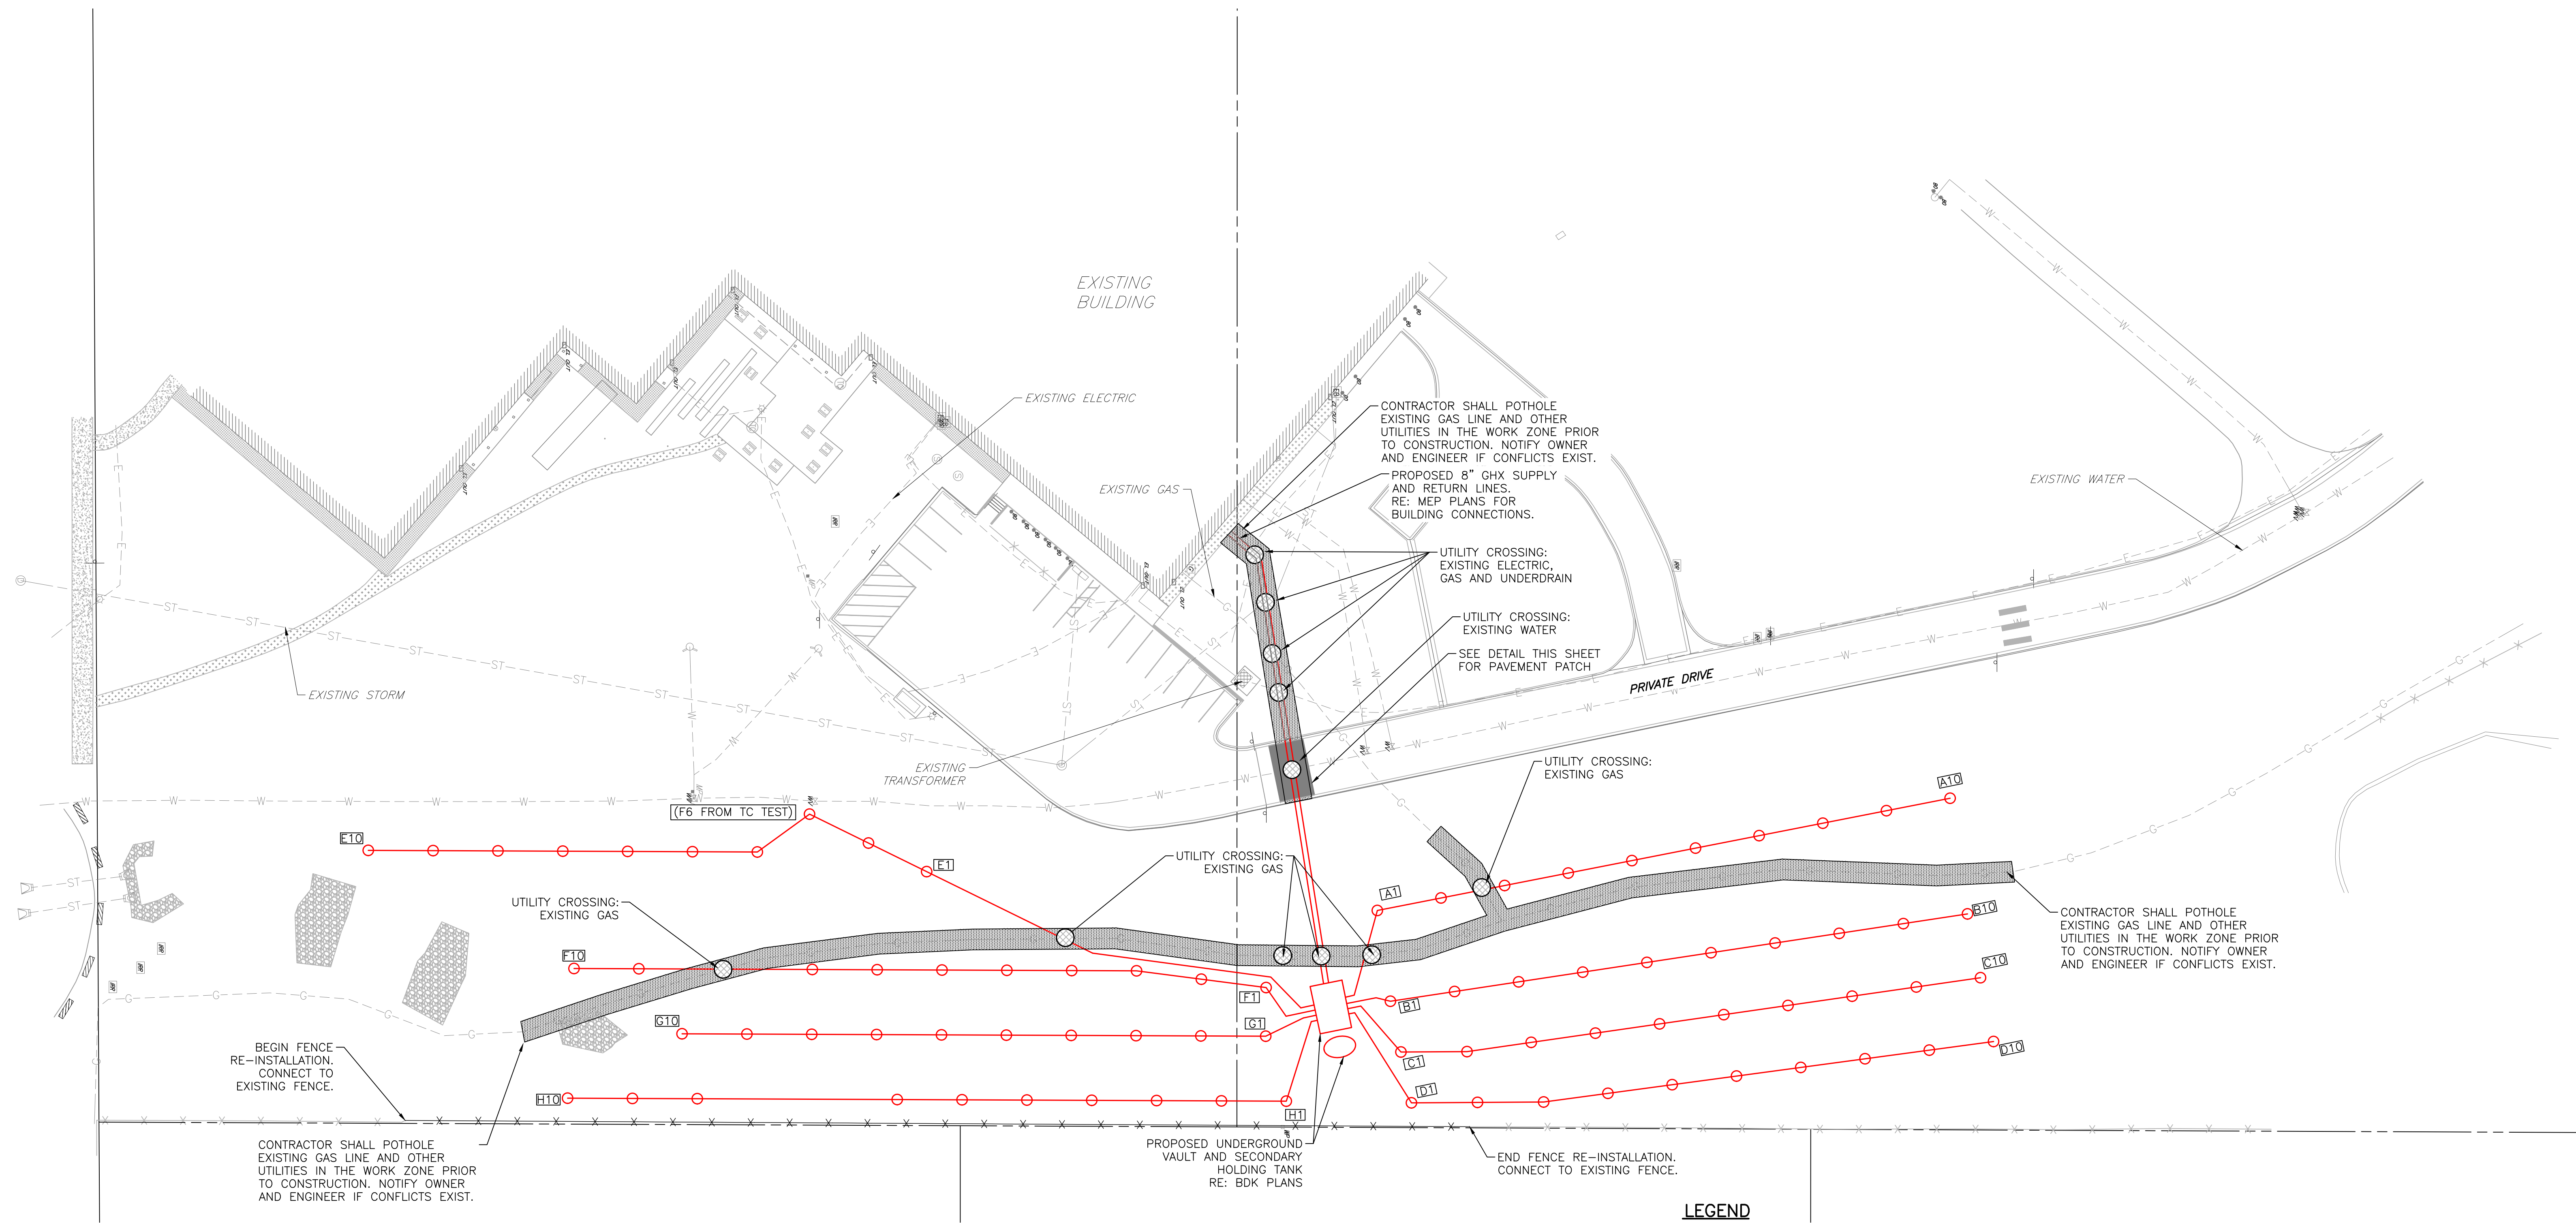 EXISTING
BUILDING
EXISTING ELECTRIC
EXISTING GAS
CONTRACTOR SHALL POTHOLE
EXISTING GAS LINE AND OTHER
UTILITIES IN THE WORK ZONE PRIOR
TO CONSTRUCTION. NOTIFY OWNER
AND ENGINEER IF CONFLICTS EXIST.
PROPOSED 8" GHX SUPPLY
AND RETURN LINES.
RE: MEP PLANS FOR
BUILDING CONNECTIONS.
EXISTING WATER
UTILITY CROSSING:
EXISTING ELECTRIC,
GAS AND UNDERDRAIN
UTILITY CROSSING:
EXISTING WATER
SEE DETAIL THIS SHEET
FOR PAVEMENT PATCH
PRIVATE DRIVE
EXISTING STORM
EXISTING
TRANSFORMER
UTILITY CROSSING:
EXISTING GAS
A10
(F6 FROM TC TEST)
E10
E1
UTILITY CROSSING:
EXISTING GAS
A1
UTILITY CROSSING:
EXISTING GAS
B10
CONTRACTOR SHALL POTHOLE
EXISTING GAS LINE AND OTHER
UTILITIES IN THE WORK ZONE PRIOR
TO CONSTRUCTION. NOTIFY OWNER
AND ENGINEER IF CONFLICTS EXIST.
F10
F1
B1
C10
G10
G1
C1
D10
BEGIN FENCE
RE-INSTALLATION.
CONNECT TO
EXISTING FENCE.
H10
H1
D1
CONTRACTOR SHALL POTHOLE
EXISTING GAS LINE AND OTHER
UTILITIES IN THE WORK ZONE PRIOR
TO CONSTRUCTION. NOTIFY OWNER
AND ENGINEER IF CONFLICTS EXIST.
PROPOSED UNDERGROUND
VAULT AND SECONDARY
HOLDING TANK
RE: BDK PLANS
END FENCE RE-INSTALLATION.
CONNECT TO EXISTING FENCE.
LEGEND